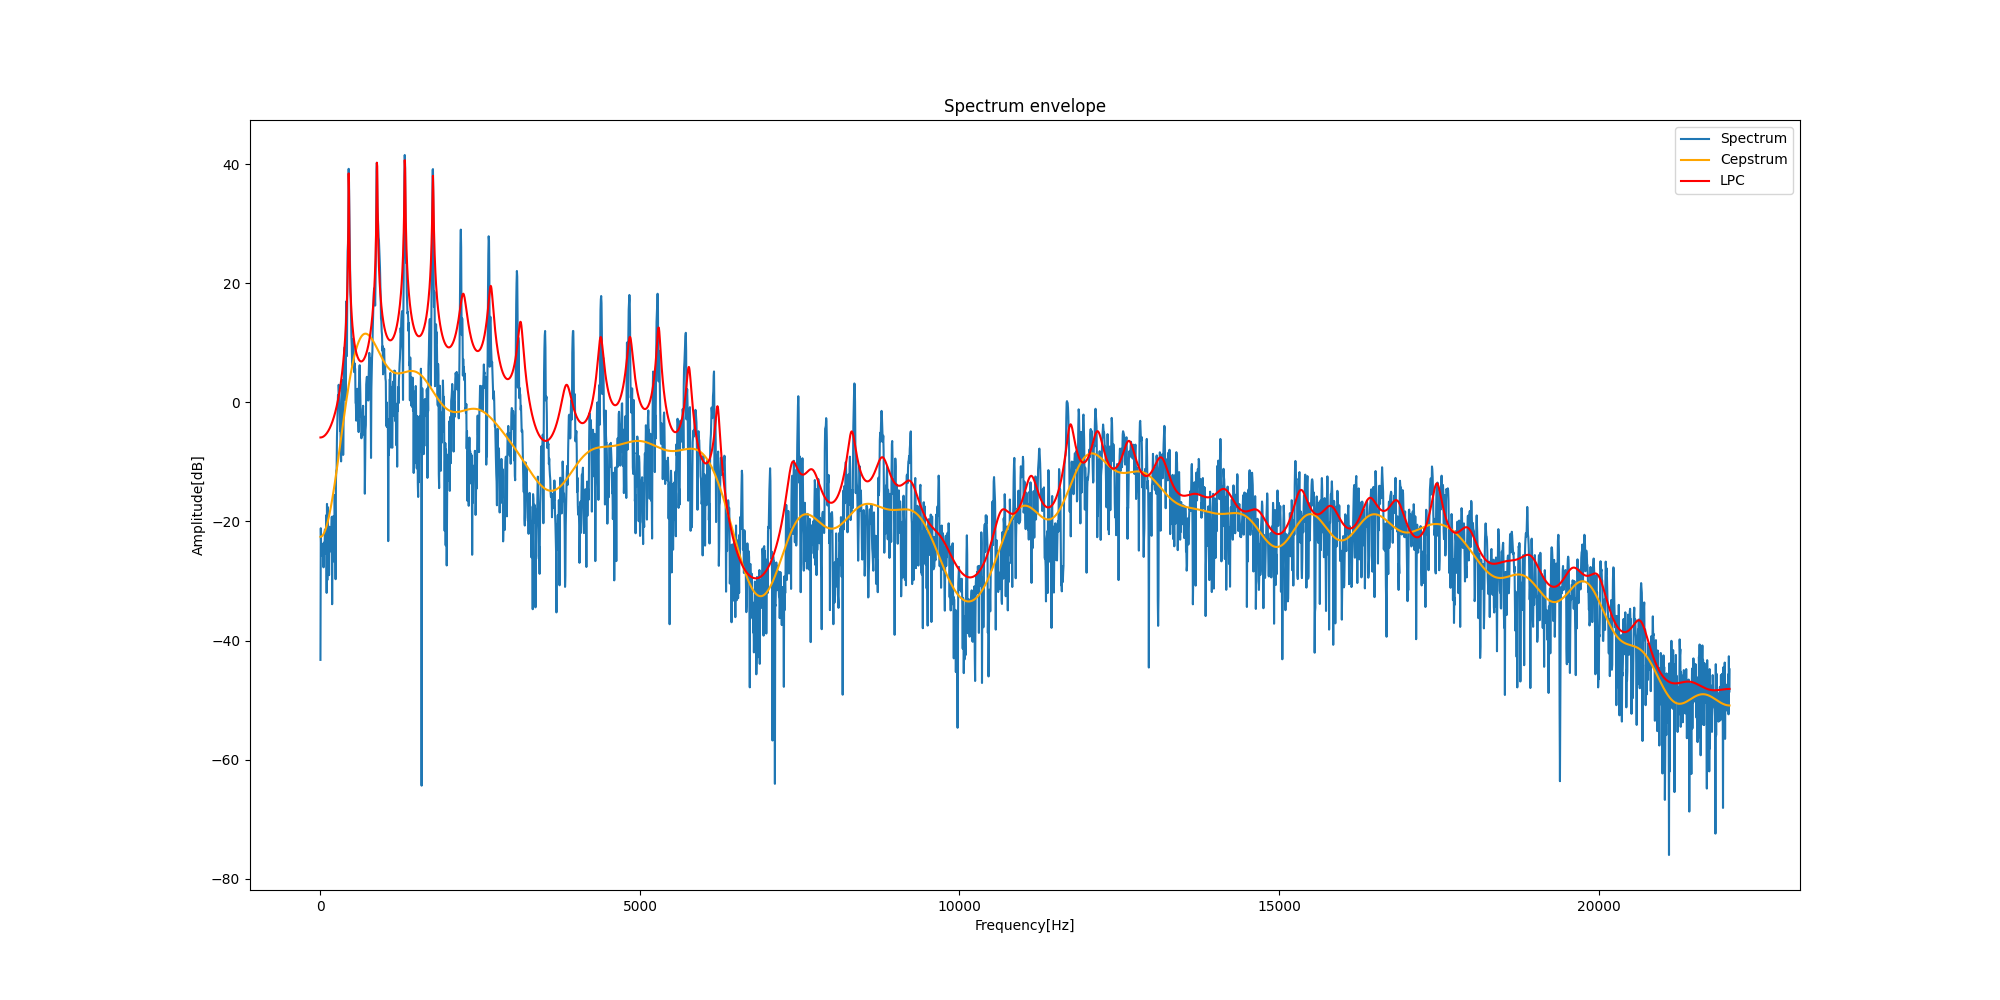 Spectrum envelope
Spectrum
Cepstrum
LPC
Amplitude[dB]
40
20
0
−20
−40
−60
−80
0 5000 10000 15000 20000
Frequency[Hz]